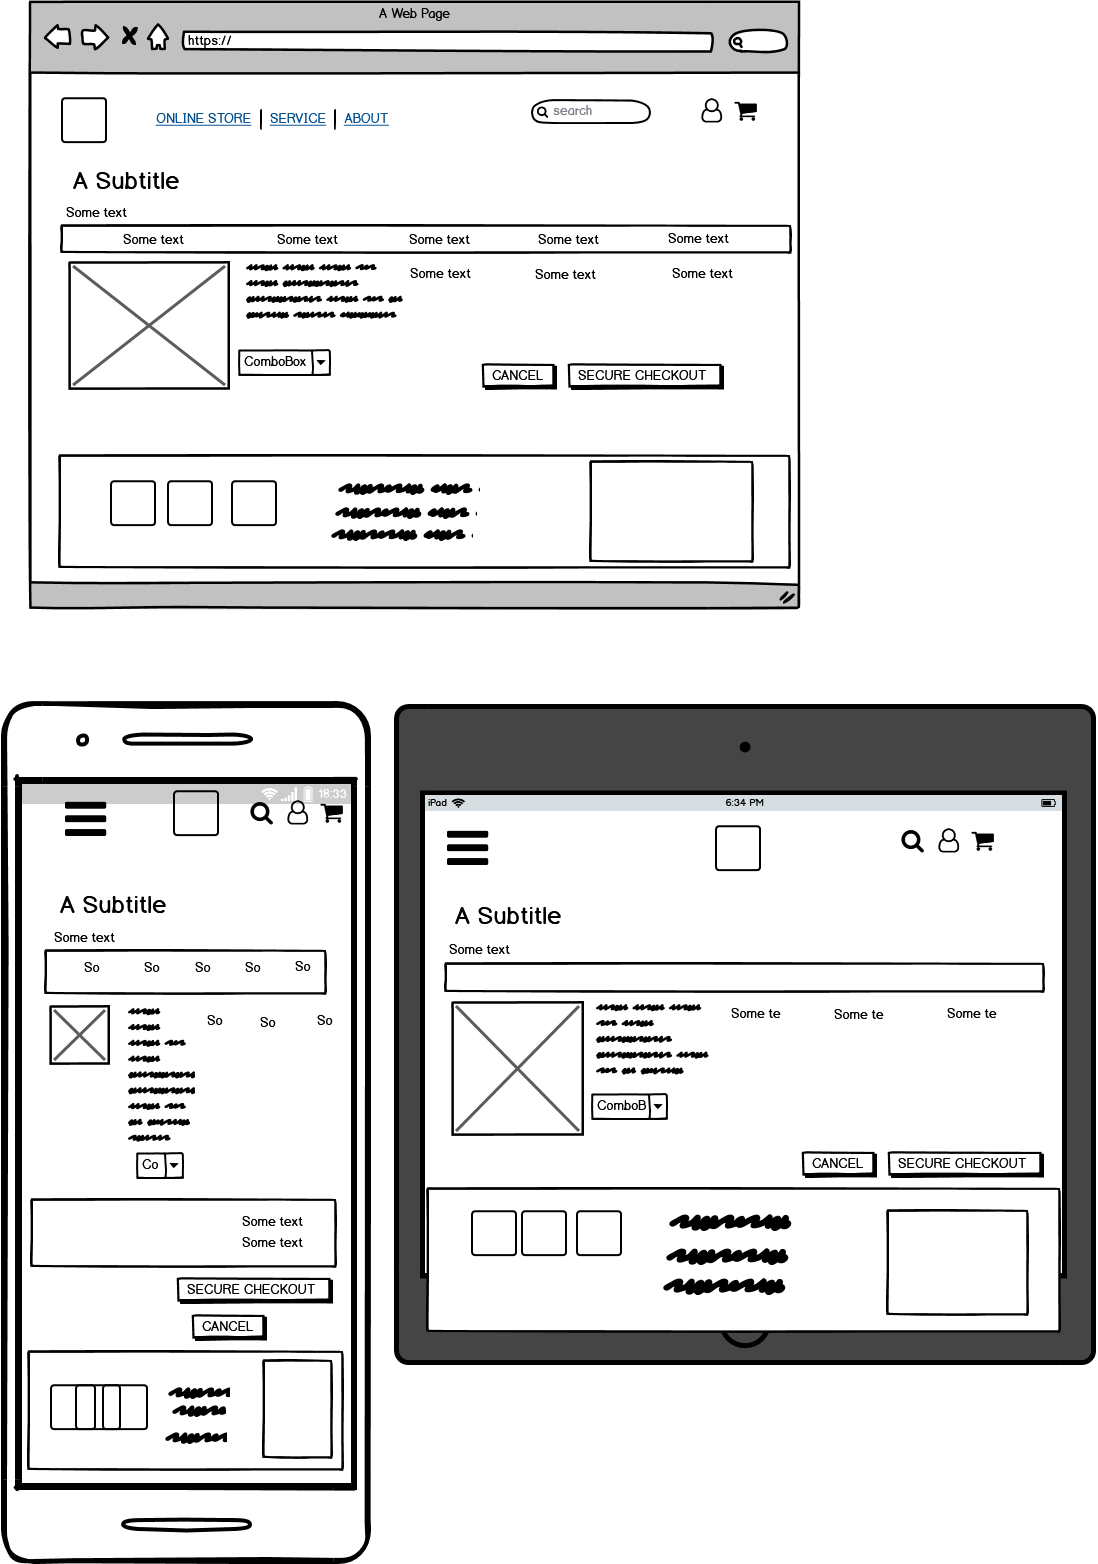 A Web Page
https://
ONLINE STORE | SERVICE | ABOUT
search
A Subtitle
Some text
Some text Some text Some text Some text Some text
Some text Some text Some text
ComboBox
CANCEL SECURE CHECKOUT
18:33
A Subtitle
Some text
So So So So So
So So So
Co
Some text
Some text
SECURE CHECKOUT
CANCEL
iPad 6:34 PM
A Subtitle
Some text
Some te Some te Some te
ComboB
CANCEL SECURE CHECKOUT